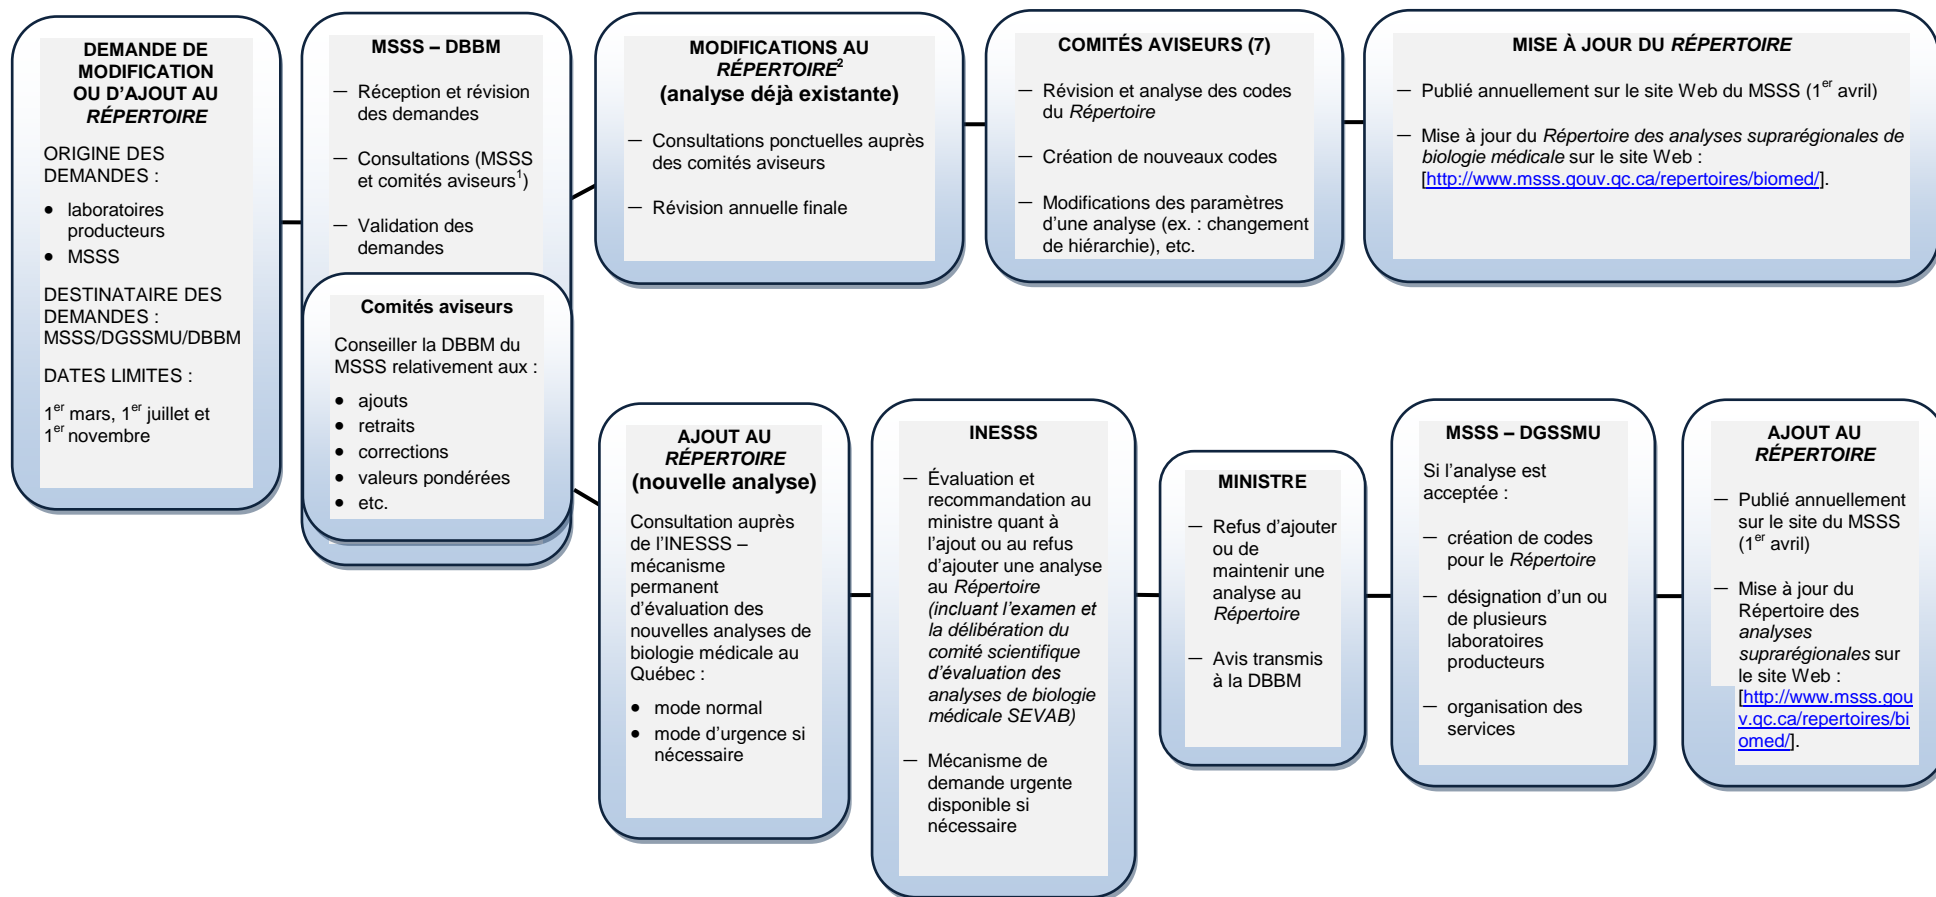 DEMANDE DE
MODIFICATION
OU D'AJOUT AU
RÉPERTOIRE
ORIGINE DES
DEMANDES :
• laboratoires
producteurs
• MSSS
DESTINATAIRE DES
DEMANDES :
MSSS/DGSSMU/DBBM
DATES LIMITES :
1er mars, 1er juillet et
1er novembre
MSSS – DBBM
— Réception et révision
des demandes
— Consultations (MSSS
et comités aviseurs1)
— Validation des
demandes
Comités aviseurs
Conseiller la DBBM du
MSSS relativement aux :
• ajouts
• retraits
• corrections
• valeurs pondérées
• etc.
MODIFICATIONS AU
RÉPERTOIRE2
(analyse déjà existante)
— Consultations ponctuelles auprès
des comités aviseurs
— Révision annuelle finale
COMITÉS AVISEURS (7)
— Révision et analyse des codes
du Répertoire
— Création de nouveaux codes
— Modifications des paramètres
d'une analyse (ex. : changement
de hiérarchie), etc.
MISE À JOUR DU RÉPERTOIRE
— Publié annuellement sur le site Web du MSSS (1er avril)
— Mise à jour du Répertoire des analyses suprarégionales de
biologie médicale sur le site Web :
[http://www.msss.gouv.qc.ca/repertoires/biomed/].
AJOUT AU
RÉPERTOIRE
(nouvelle analyse)
Consultation auprès
de l'INESSS –
mécanisme
permanent
d'évaluation des
nouvelles analyses de
biologie médicale au
Québec :
• mode normal
• mode d'urgence si
nécessaire
INESSS
— Évaluation et
recommandation au
ministre quant à
l'ajout ou au refus
d'ajouter une analyse
au Répertoire
(incluant l'examen et
la délibération du
comité scientifique
d'évaluation des
analyses de biologie
médicale SEVAB)
— Mécanisme de
demande urgente
disponible si
nécessaire
MINISTRE
— Refus d'ajouter
ou de
maintenir une
analyse au
Répertoire
— Avis transmis
à la DBBM
MSSS – DGSSMU
Si l'analyse est
acceptée :
— création de codes
pour le Répertoire
— désignation d'un ou
de plusieurs
laboratoires
producteurs
— organisation des
services
AJOUT AU
RÉPERTOIRE
— Publié annuellement
sur le site du MSSS
(1er avril)
— Mise à jour du
Répertoire des
analyses
suprarégionales sur
le site Web :
[http://www.msss.gou
v.qc.ca/repertoires/bi
omed/].